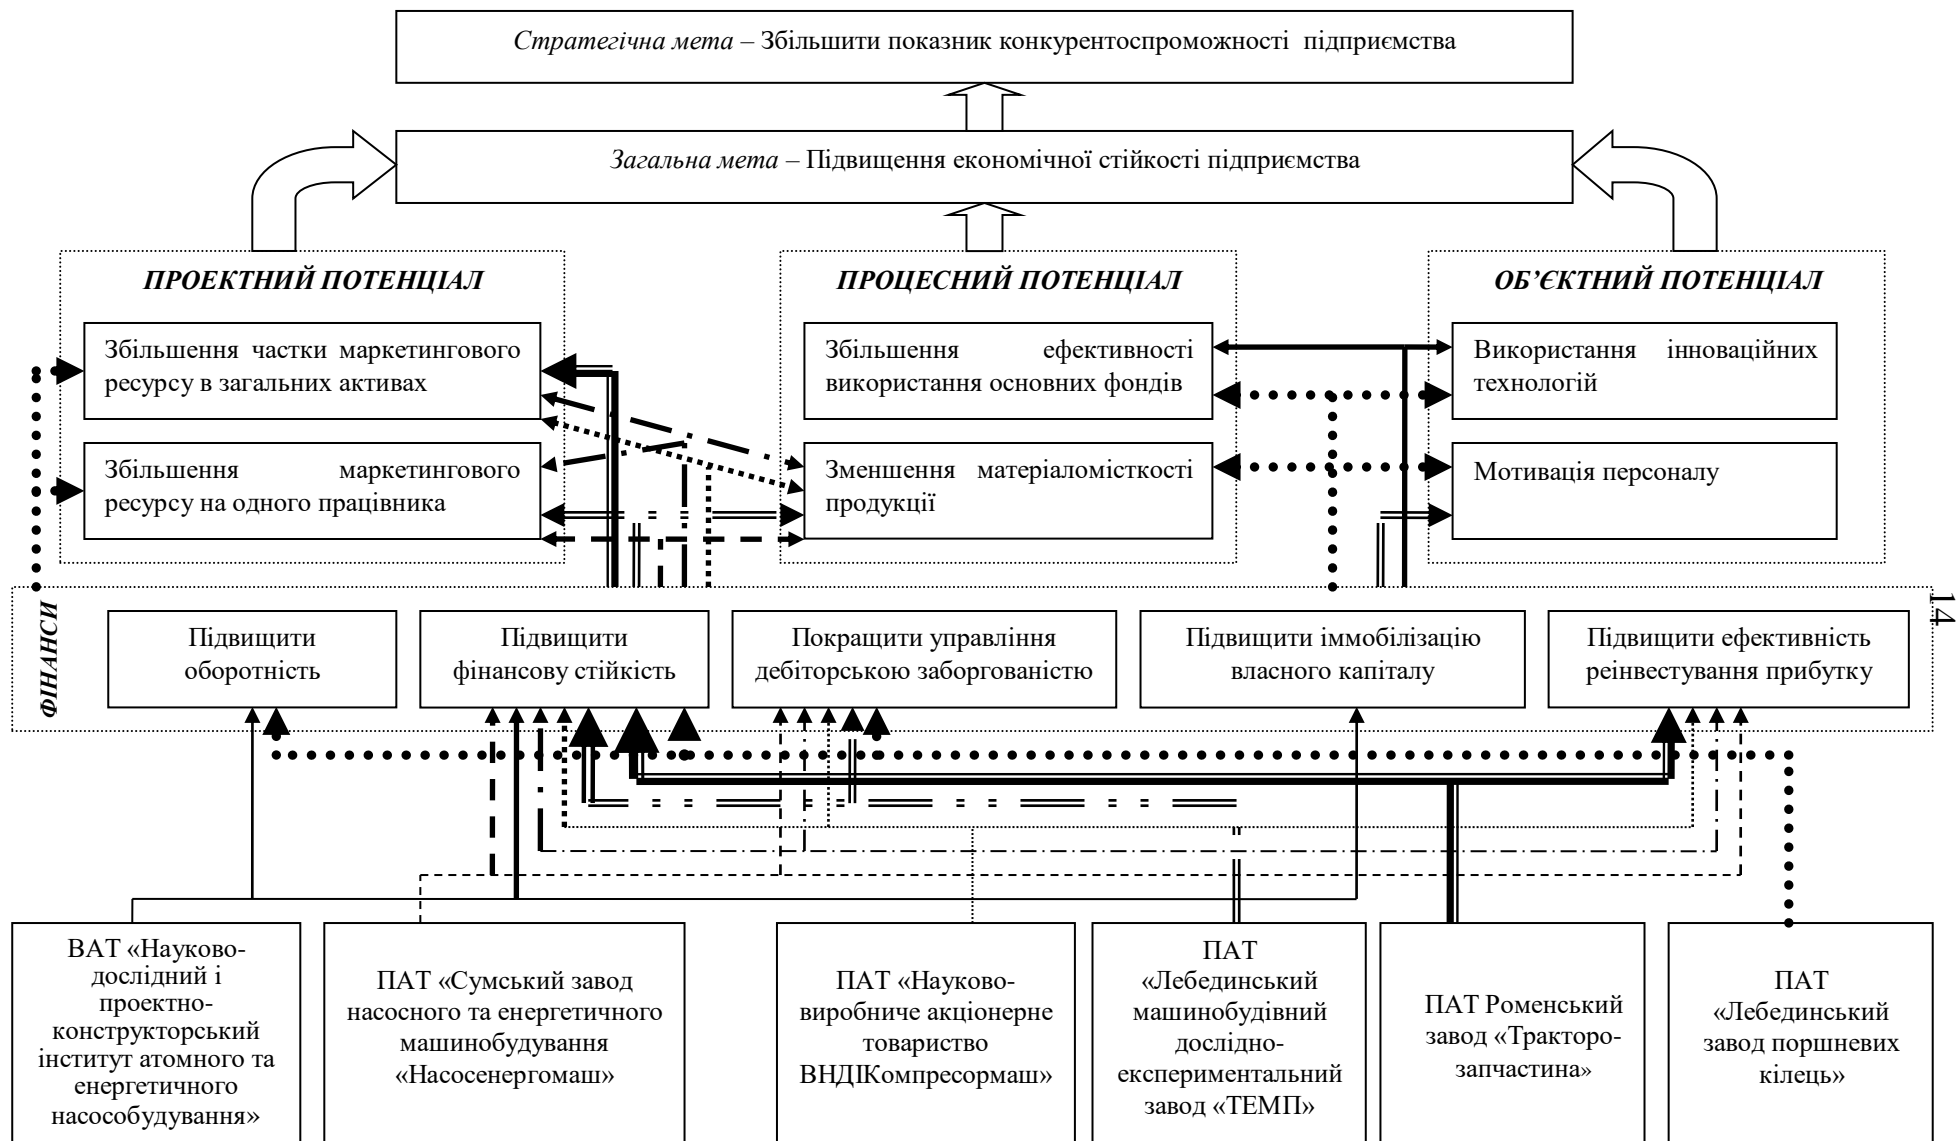 Стратегічна мета – Збільшити показник конкурентоспроможності підприємства
Загальна мета – Підвищення економічної стійкості підприємства
ПРОЕКТНИЙ ПОТЕНЦІАЛ
Збільшення частки маркетингового
ресурсу в загальних активах
Збільшення маркетингового
ресурсу на одного працівника
ПРОЦЕСНИЙ ПОТЕНЦІАЛ
Збільшення ефективності
використання основних фондів
Зменшення матеріаломісткості
продукції
ОБ’ЄКТНИЙ ПОТЕНЦІАЛ
Використання інноваційних
технологій
Мотивація персоналу
ФІНАНСИ
Підвищити
оборотність
Підвищити
фінансову стійкість
Покращити управління
дебіторською заборгованістю
Підвищити іммобілізацію
власного капіталу
Підвищити ефективність
реінвестування прибутку
14
ВАТ «Науково-
дослідний і
проектно-
конструкторський
інститут атомного та
енергетичного
насособудування»
ПАТ «Сумський завод
насосного та енергетичного
машинобудування
«Насосенергомаш»
ПАТ «Науково-
виробниче акціонерне
товариство
ВНДІКомпресормаш»
ПАТ
«Лебединський
машинобудівний
дослідно-
експериментальний
завод «ТЕМП»
ПАТ Роменський
завод «Тракторо-
запчастина»
ПАТ
«Лебединський
завод поршневих
кілець»